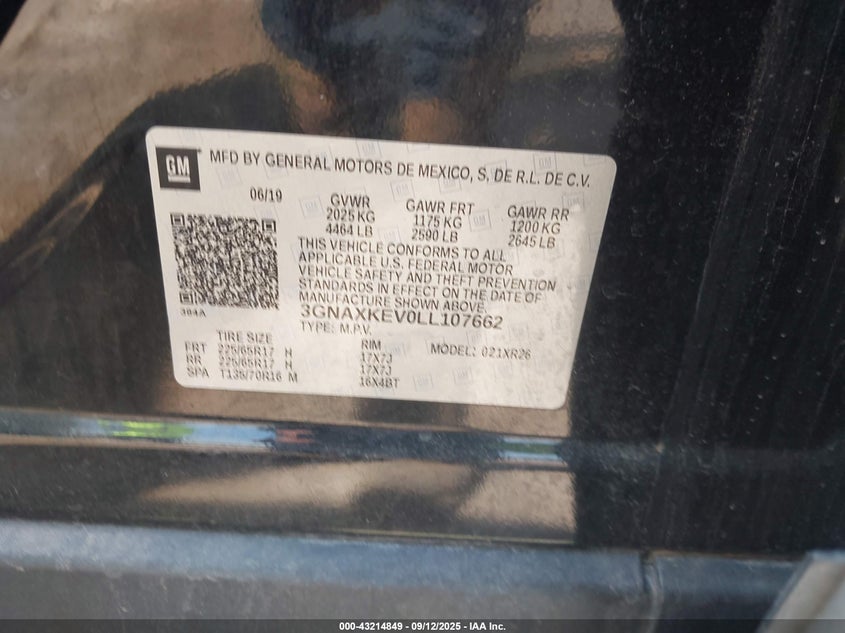 GM
MFD BY GENERAL MOTORS DE MEXICO, S. DE R.L. DE C.V.
06/19 GVWR GAWR FRT GAWR RR
2025 KG 1175 KG 1200 KG
4464 LB 2590 LB 2645 LB
THIS VEHICLE CONFORMS TO ALL
APPLICABLE U.S. FEDERAL MOTOR
VEHICLE SAFETY AND THEFT PREVENTION
STANDARDS IN EFFECT ON THE DATE OF
MANUFACTURE SHOWN ABOVE.
384A
3GNAXKEV0LL107662
TYPE: M.P.V.
TIRE SIZE RIM MODEL: 021XR26
FRT 225/65R17 H 17X7J
RR 225/65R17 H 17X7J
SPA T135/70R16 M 16X4BT
000-43214849 - 09/12/2025 - IAA Inc.